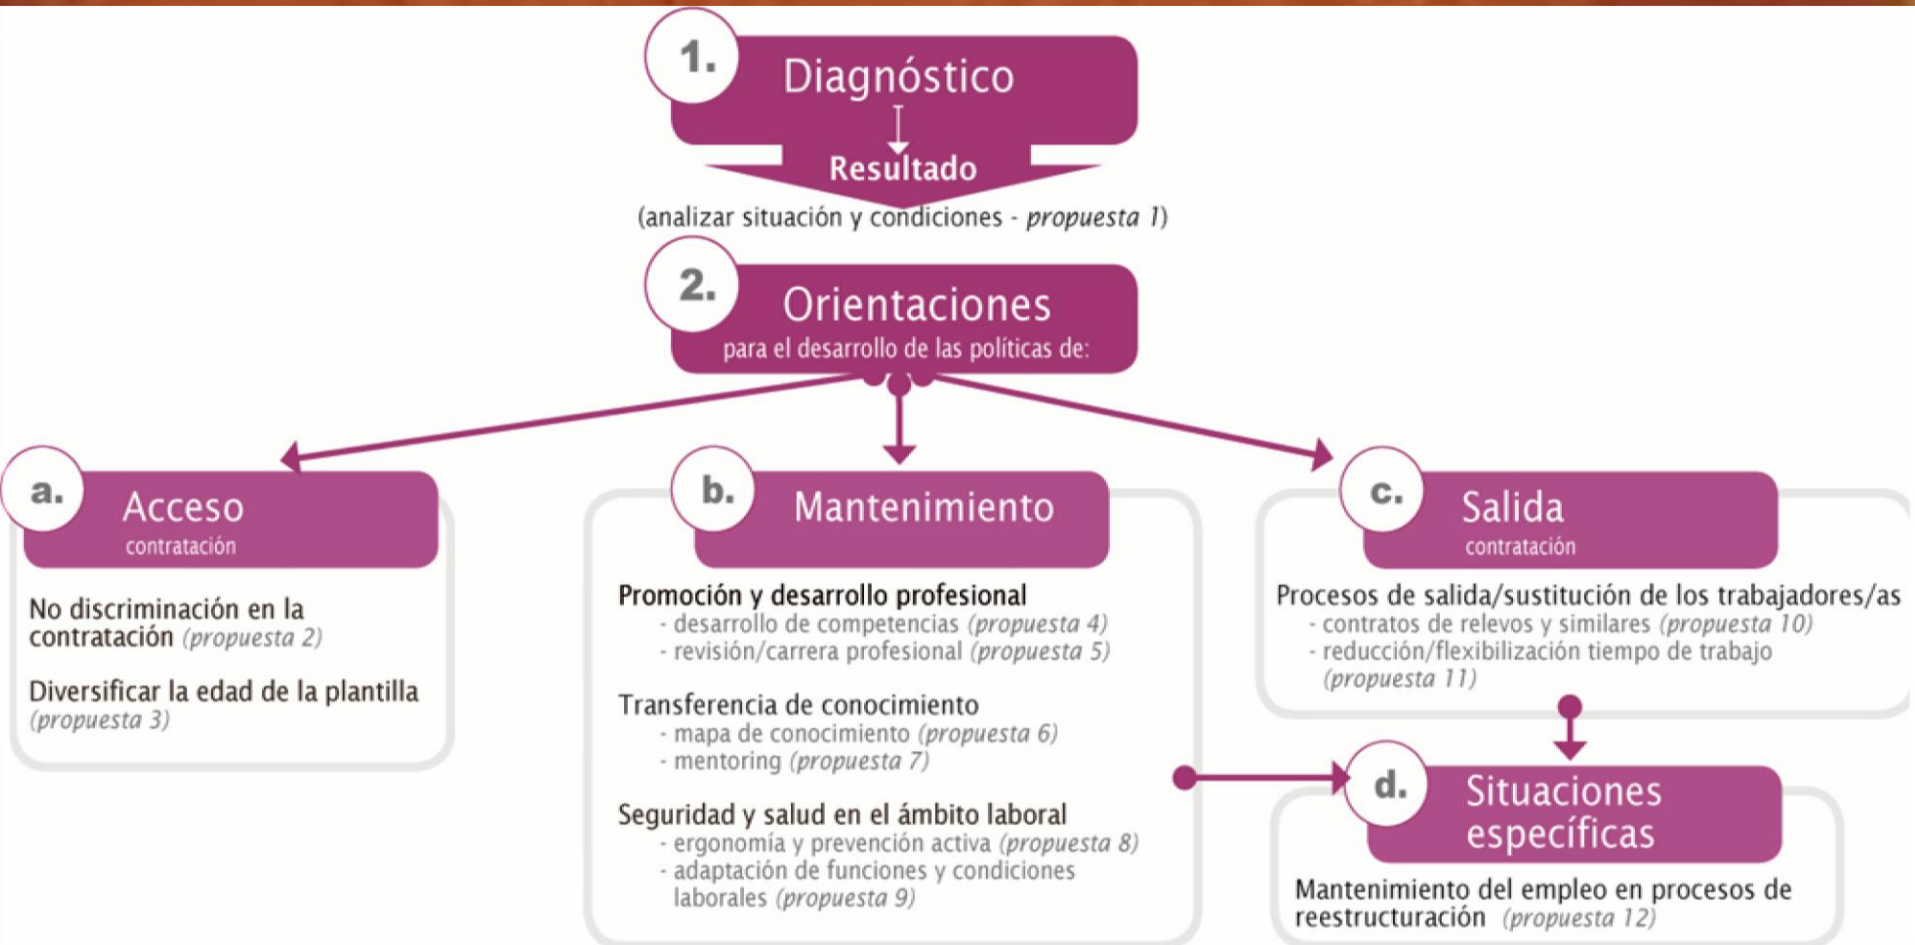 1.
Diagnóstico
Resultado
(analizar situación y condiciones - propuesta 1)
2.
Orientaciones
para el desarrollo de las políticas de:
a.
Acceso
contratación
No discriminación en la
contratación (propuesta 2)
Diversificar la edad de la plantilla
(propuesta 3)
b.
Mantenimiento
Promoción y desarrollo profesional
- desarrollo de competencias (propuesta 4)
- revisión/carrera profesional (propuesta 5)
Transferencia de conocimiento
- mapa de conocimiento (propuesta 6)
- mentoring (propuesta 7)
Seguridad y salud en el ámbito laboral
- ergonomía y prevención activa (propuesta 8)
- adaptación de funciones y condiciones
laborales (propuesta 9)
c.
Salida
contratación
Procesos de salida/sustitución de los trabajadores/as
- contratos de relevos y similares (propuesta 10)
- reducción/flexibilización tiempo de trabajo
(propuesta 11)
d.
Situaciones
específicas
Mantenimiento del empleo en procesos de
reestructuración (propuesta 12)